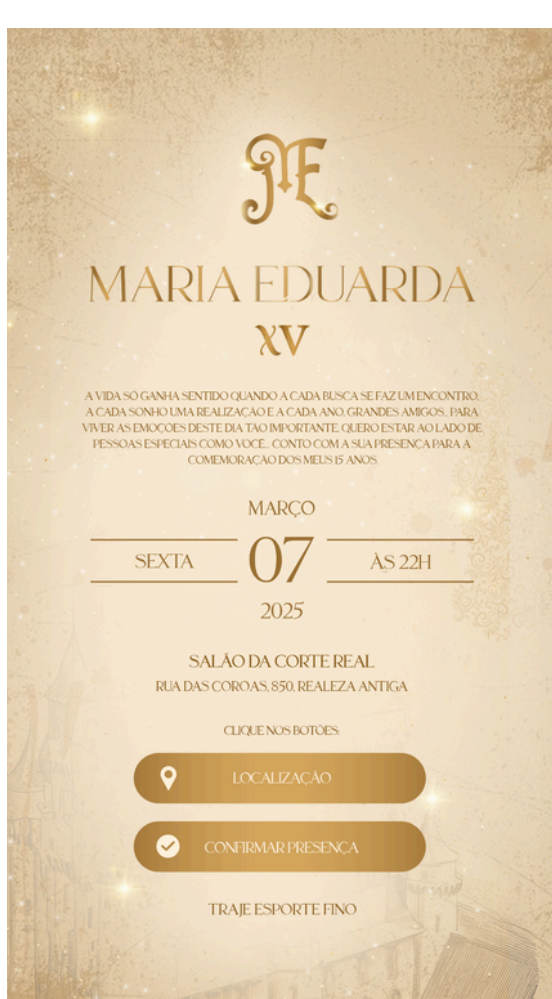 ME
MARIA EDUARDA
XV
A VIDA SÓ GANHA SENTIDO QUANDO A CADA BUSCA SE FAZ UM ENCONTRO,
A CADA SONHO UMA REALIZAÇÃO E A CADA ANO, GRANDES AMIGOS... PARA
VIVER AS EMOÇÕES DESTE DIA TÃO IMPORTANTE, QUERO ESTAR AO LADO DE
PESSOAS ESPECIAIS COMO VOCÊ... CONTO COM A SUA PRESENÇA PARA A
COMEMORAÇÃO DOS MEUS 15 ANOS.
MARÇO
SEXTA 07 ÀS 22H
2025
SALÃO DA CORTE REAL
RUA DAS COROAS, 850, REALEZA ANTIGA
CLIQUE NOS BOTÕES:
LOCALIZAÇÃO
CONFIRMAR PRESENÇA
TRAJE ESPORTE FINO